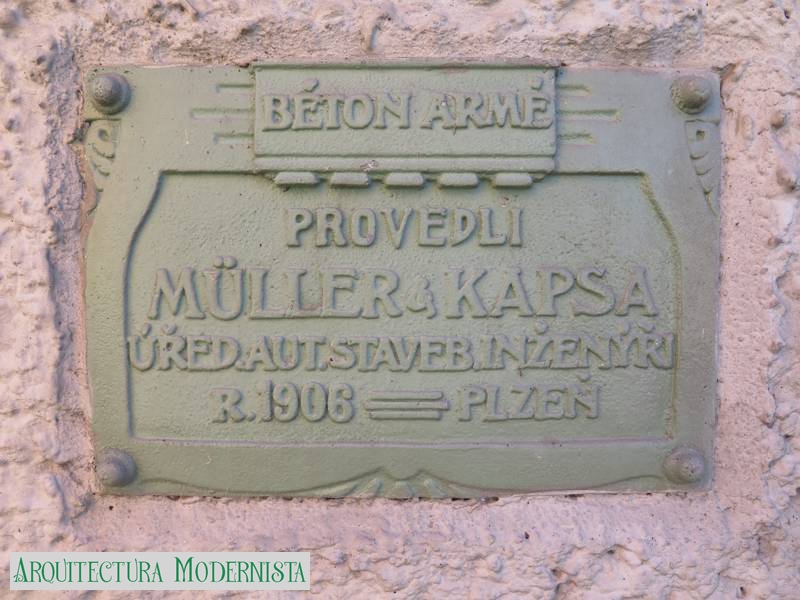 BÉTON ARMÉ
PROVEDLI
MÜLLER & KAPSA
ÚŘED. AUT. STAVEB. INŽENÝŘI
R. 1906 PLZEŇ
ARQUITECTURA MODERNISTA